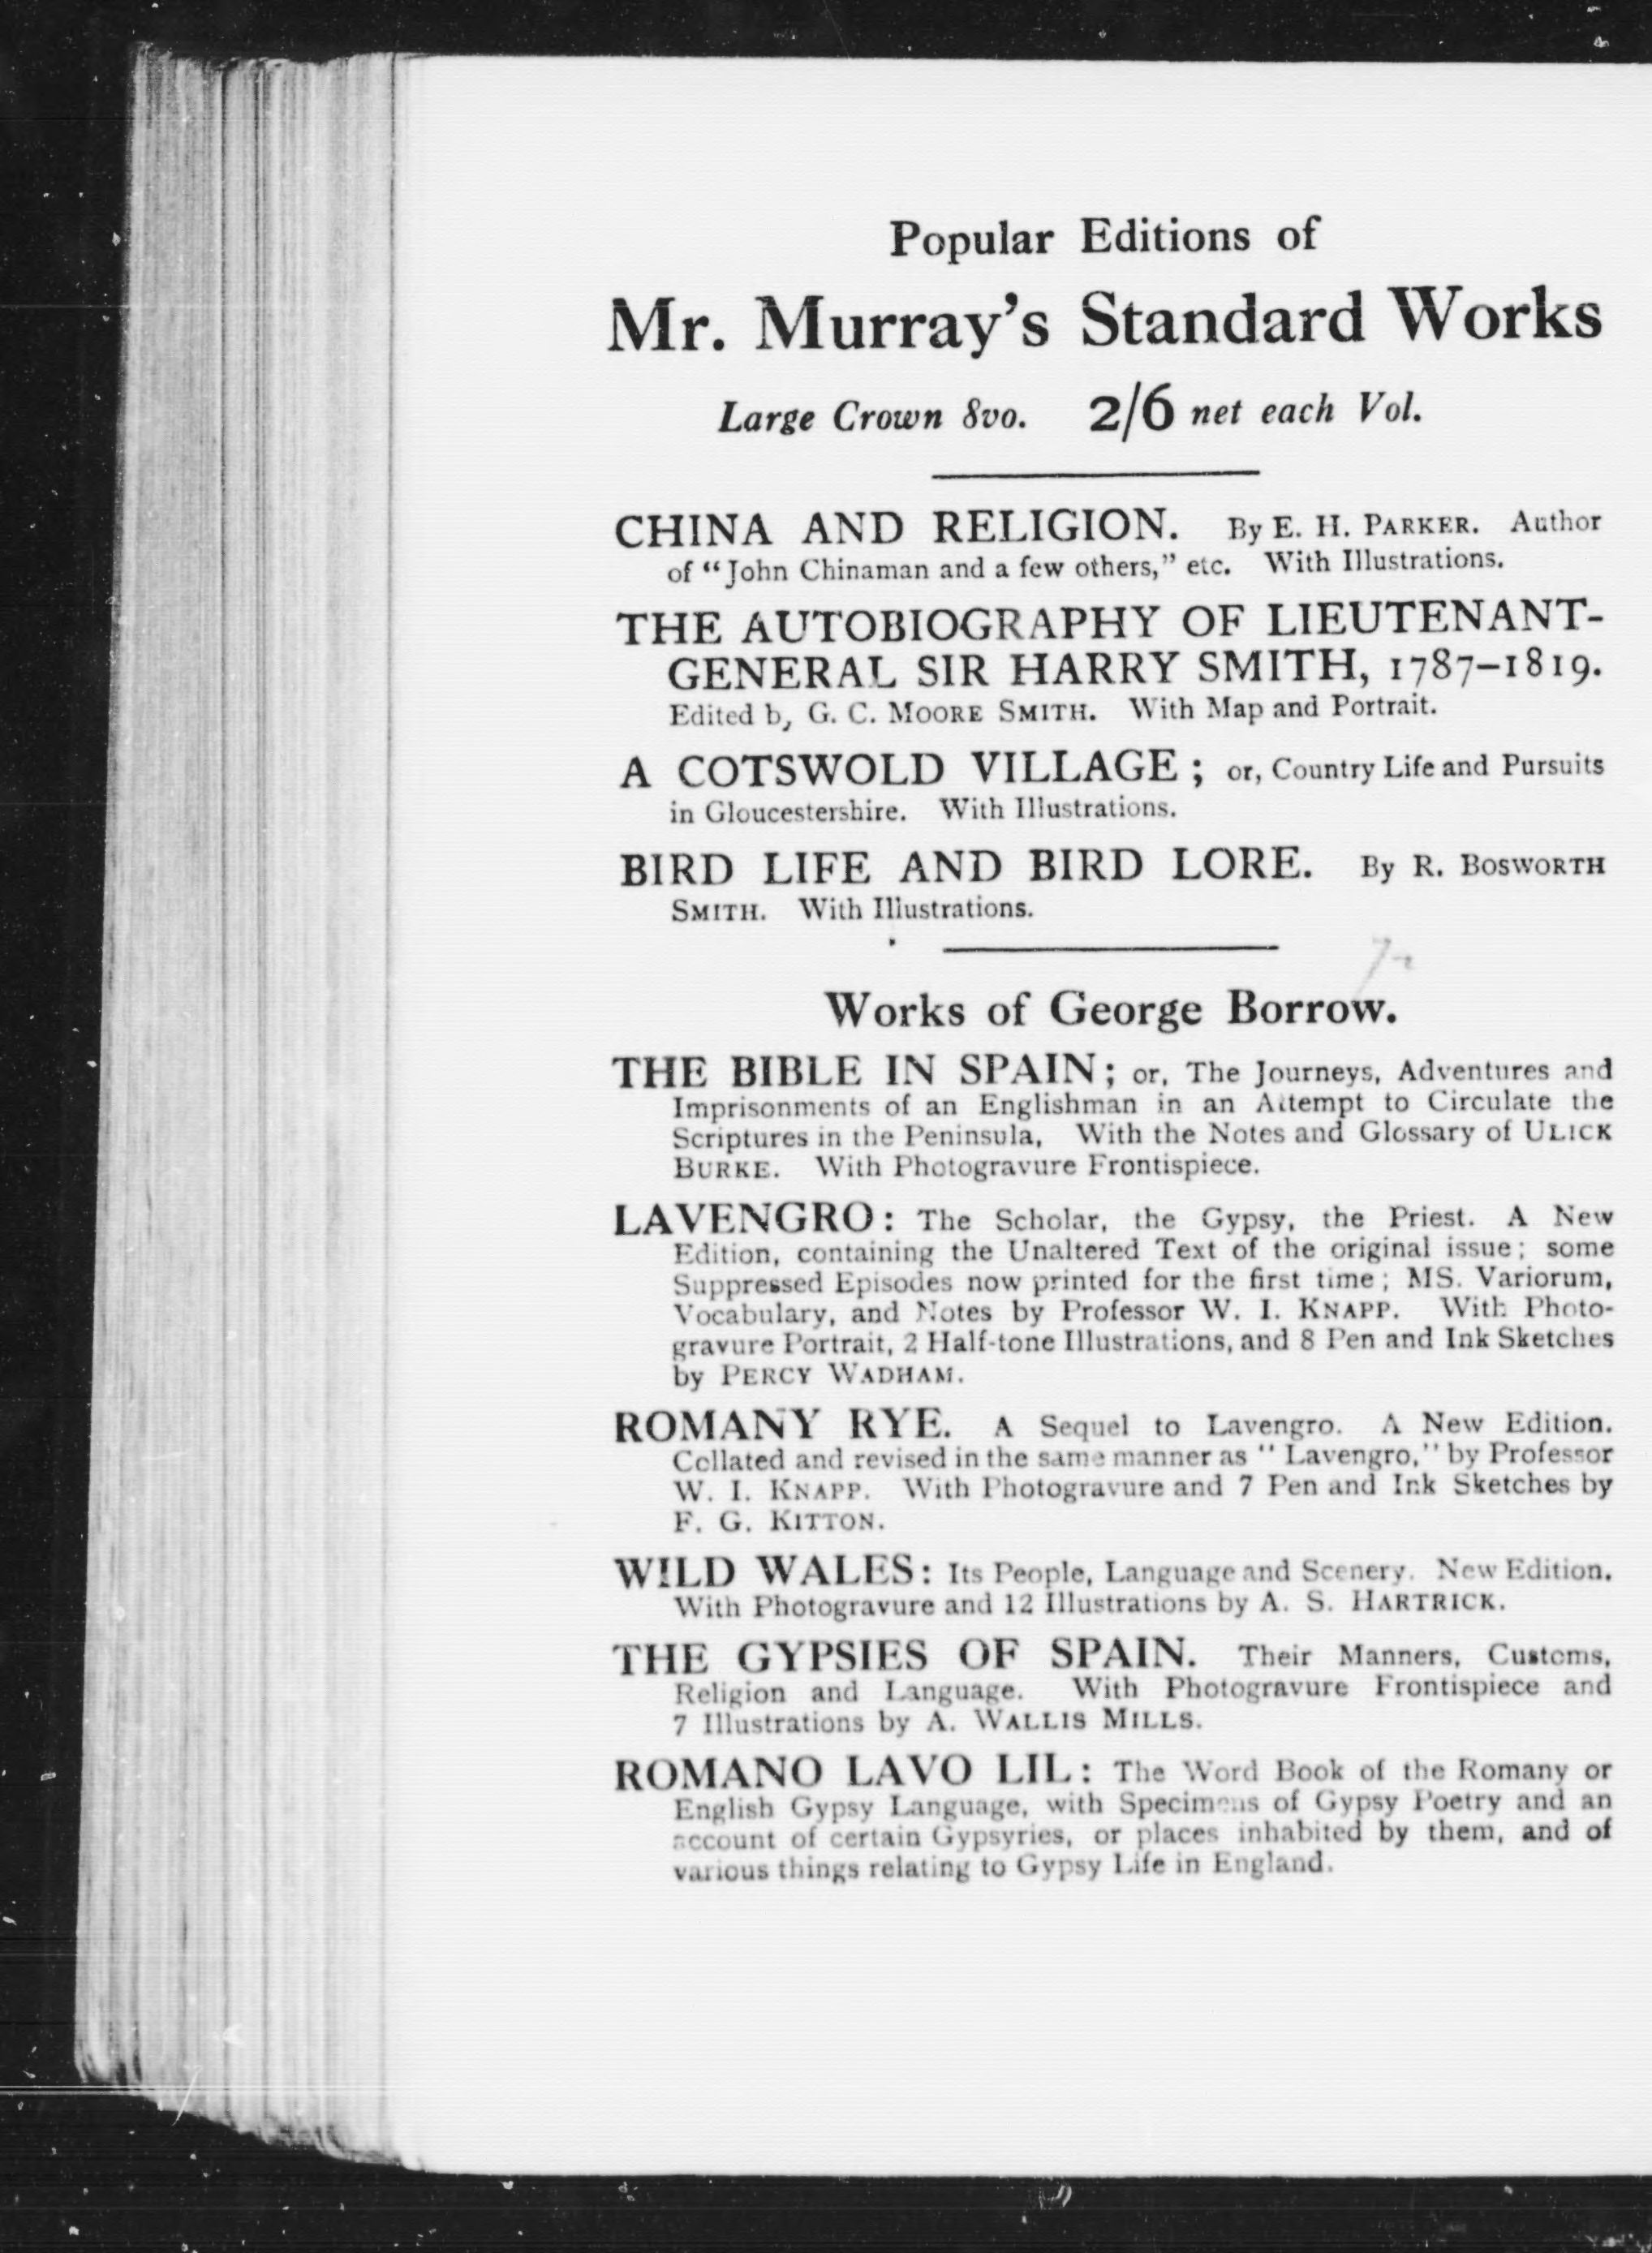 Popular Editions of
Mr. Murray's Standard Works
Large Crown 8vo. 2/6 net each Vol.
CHINA AND RELIGION. By E. H. PARKER. Author
of "John Chinaman and a few others," etc. With Illustrations.
THE AUTOBIOGRAPHY OF LIEUTENANT-
GENERAL SIR HARRY SMITH, 1787–1819.
Edited by G. C. MOORE SMITH. With Map and Portrait.
A COTSWOLD VILLAGE; or, Country Life and Pursuits
in Gloucestershire. With Illustrations.
BIRD LIFE AND BIRD LORE. By R. BOSWORTH
SMITH. With Illustrations.
Works of George Borrow.
THE BIBLE IN SPAIN; or, The Journeys, Adventures and
Imprisonments of an Englishman in an Attempt to Circulate the
Scriptures in the Peninsula, With the Notes and Glossary of ULICK
BURKE. With Photogravure Frontispiece.
LAVENGRO: The Scholar, the Gypsy, the Priest. A New
Edition, containing the Unaltered Text of the original issue; some
Suppressed Episodes now printed for the first time; MS. Variorum,
Vocabulary, and Notes by Professor W. I. KNAPP. With Photo-
gravure Portrait, 2 Half-tone Illustrations, and 8 Pen and Ink Sketches
by PERCY WADHAM.
ROMANY RYE. A Sequel to Lavengro. A New Edition.
Collated and revised in the same manner as "Lavengro," by Professor
W. I. KNAPP. With Photogravure and 7 Pen and Ink Sketches by
F. G. KITTON.
WILD WALES: Its People, Language and Scenery. New Edition.
With Photogravure and 12 Illustrations by A. S. HARTRICK.
THE GYPSIES OF SPAIN. Their Manners, Customs,
Religion and Language. With Photogravure Frontispiece and
7 Illustrations by A. WALLIS MILLS.
ROMANO LAVO LIL: The Word Book of the Romany or
English Gypsy Language, with Specimens of Gypsy Poetry and an
account of certain Gypsyries, or places inhabited by them, and of
various things relating to Gypsy Life in England.